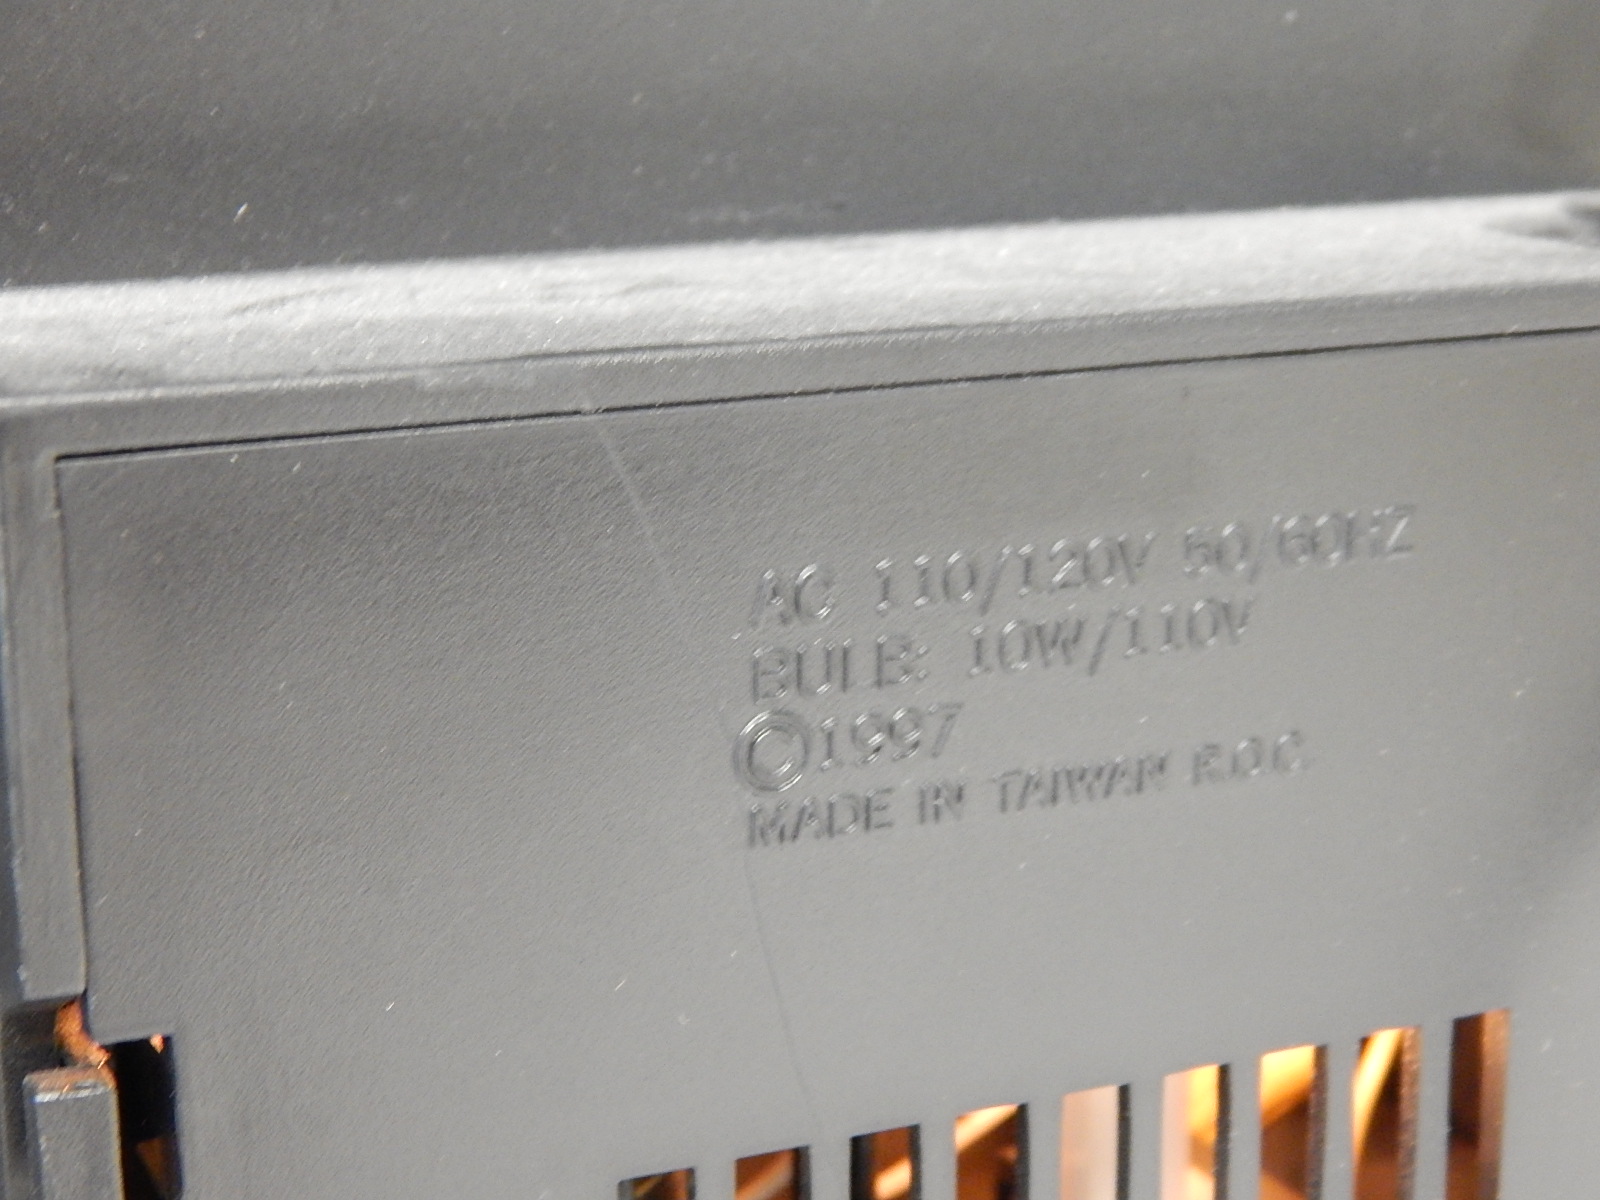 AC 110/120V 50/60HZ
BULB: 10W/110V
©1997
MADE IN TAIWAN R.O.C.